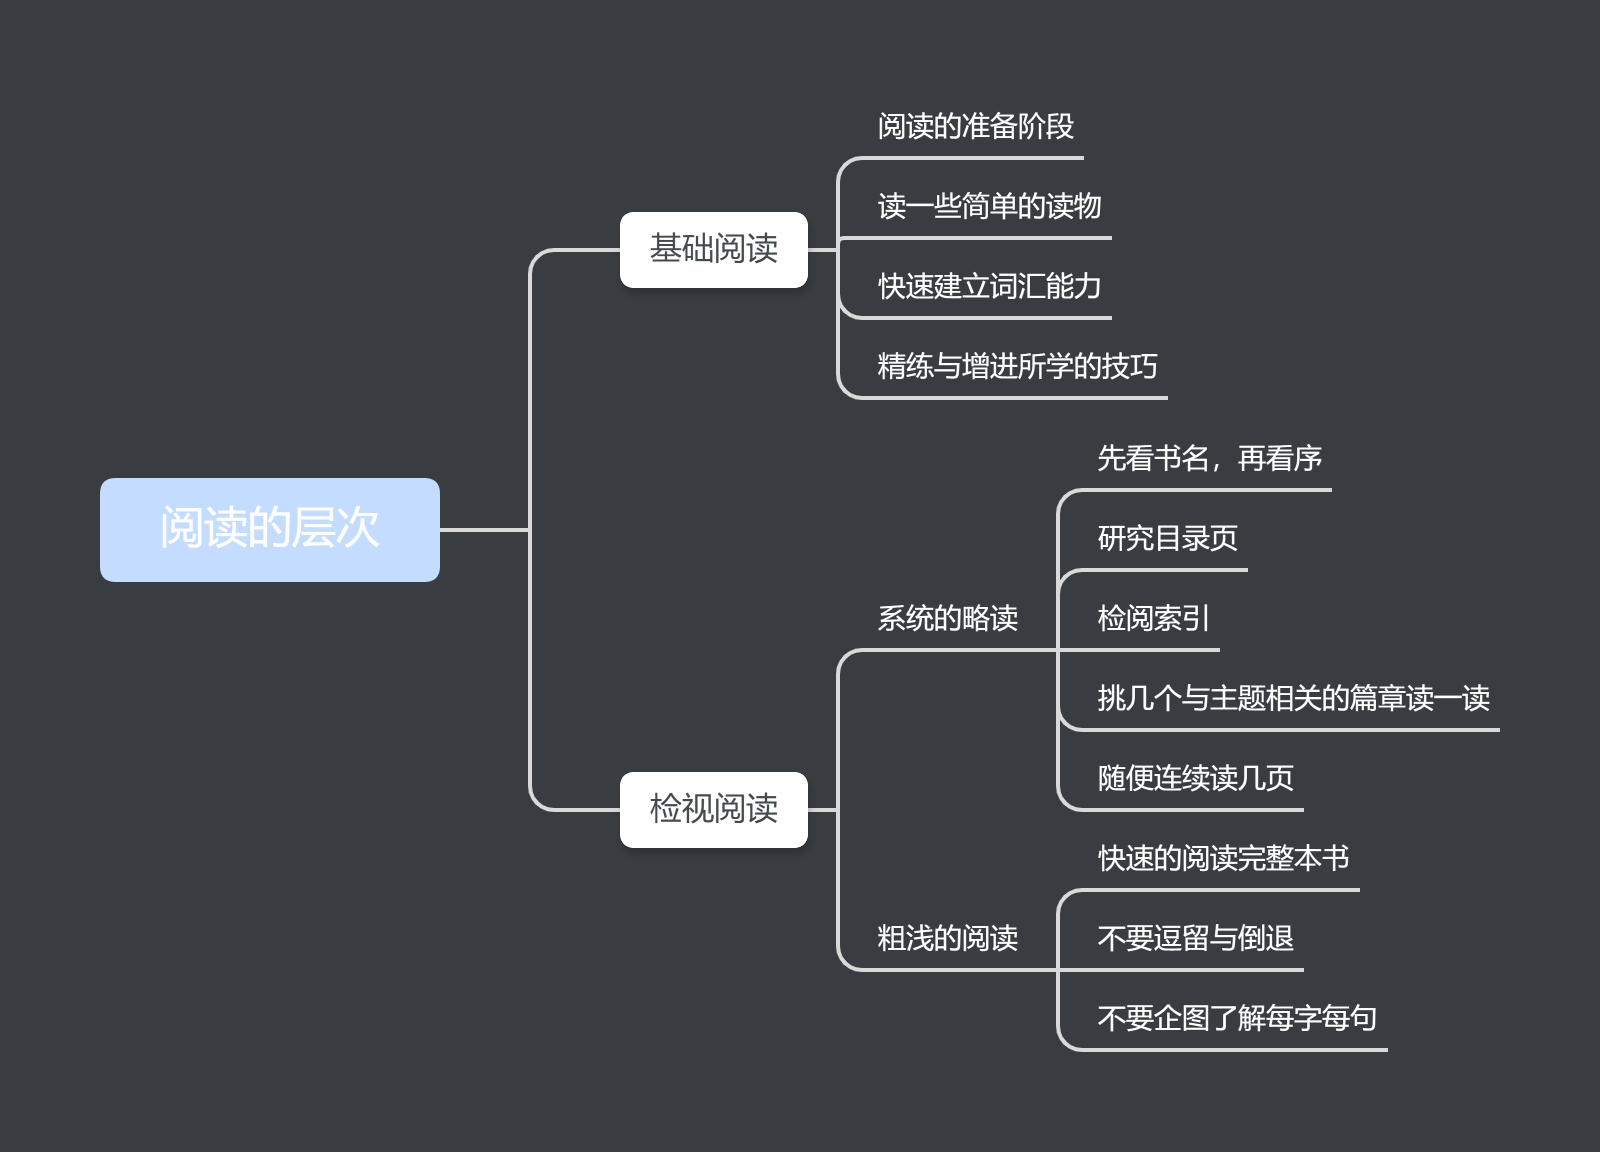 阅读的层次
基础阅读
阅读的准备阶段
读一些简单的读物
快速建立词汇能力
精练与增进所学的技巧
检视阅读
系统的略读
先看书名，再看序
研究目录页
检阅索引
挑几个与主题相关的篇章读一读
随便连续读几页
粗浅的阅读
快速的阅读完整本书
不要逗留与倒退
不要企图了解每字每句